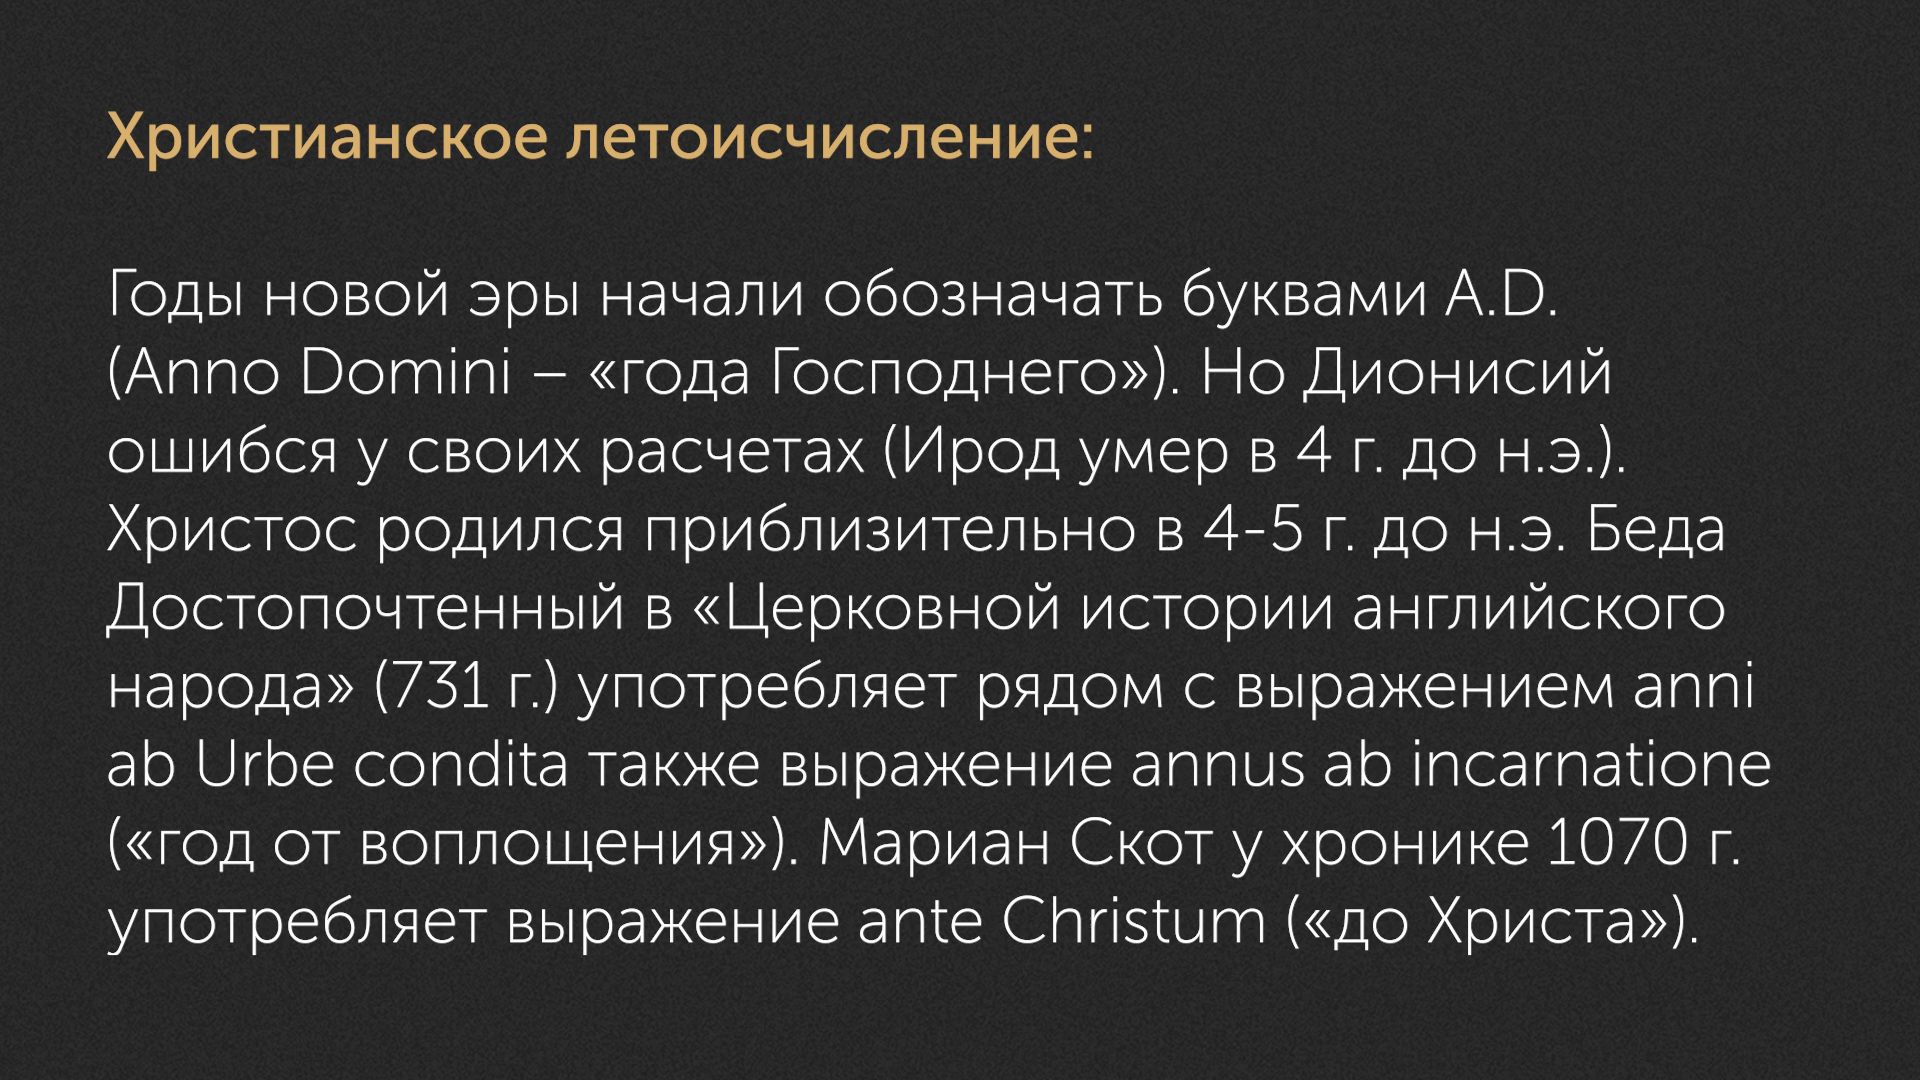 Христианское летоисчисление:
Годы новой эры начали обозначать буквами A.D.
(Anno Domini – «года Господнего»). Но Дионисий
ошибся у своих расчетах (Ирод умер в 4 г. до н.э.).
Христос родился приблизительно в 4-5 г. до н.э. Беда
Достопочтенный в «Церковной истории английского
народа» (731 г.) употребляет рядом с выражением anni
ab Urbe condita также выражение annus ab incarnatione
(«год от воплощения»). Мариан Скот у хронике 1070 г.
употребляет выражение ante Christum («до Христа»).